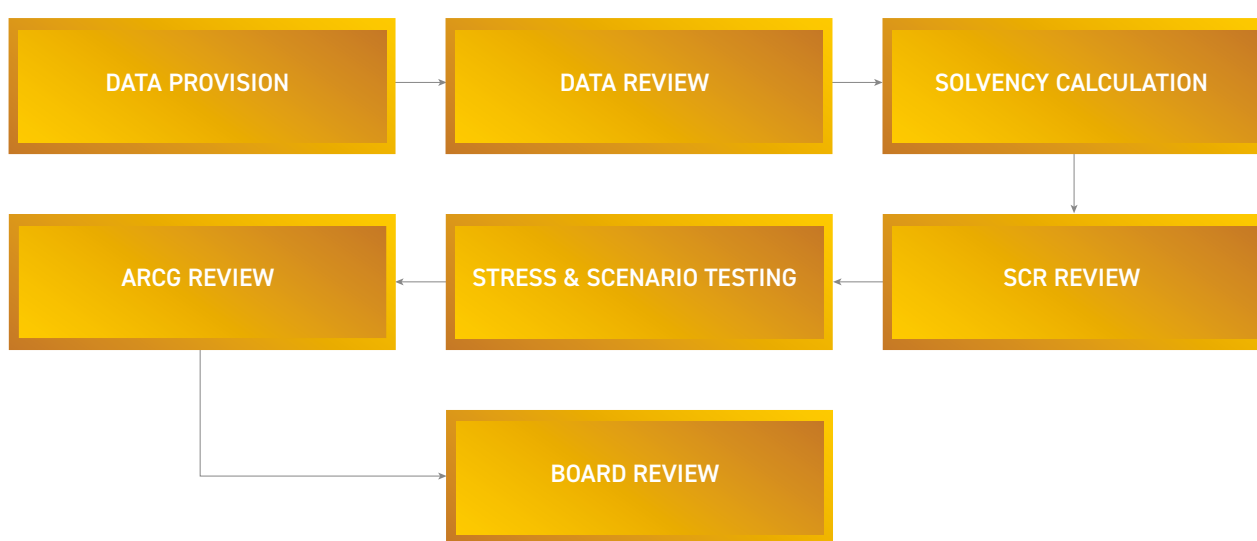 DATA PROVISION
DATA REVIEW
SOLVENCY CALCULATION
SCR REVIEW
STRESS & SCENARIO TESTING
ARCG REVIEW
BOARD REVIEW